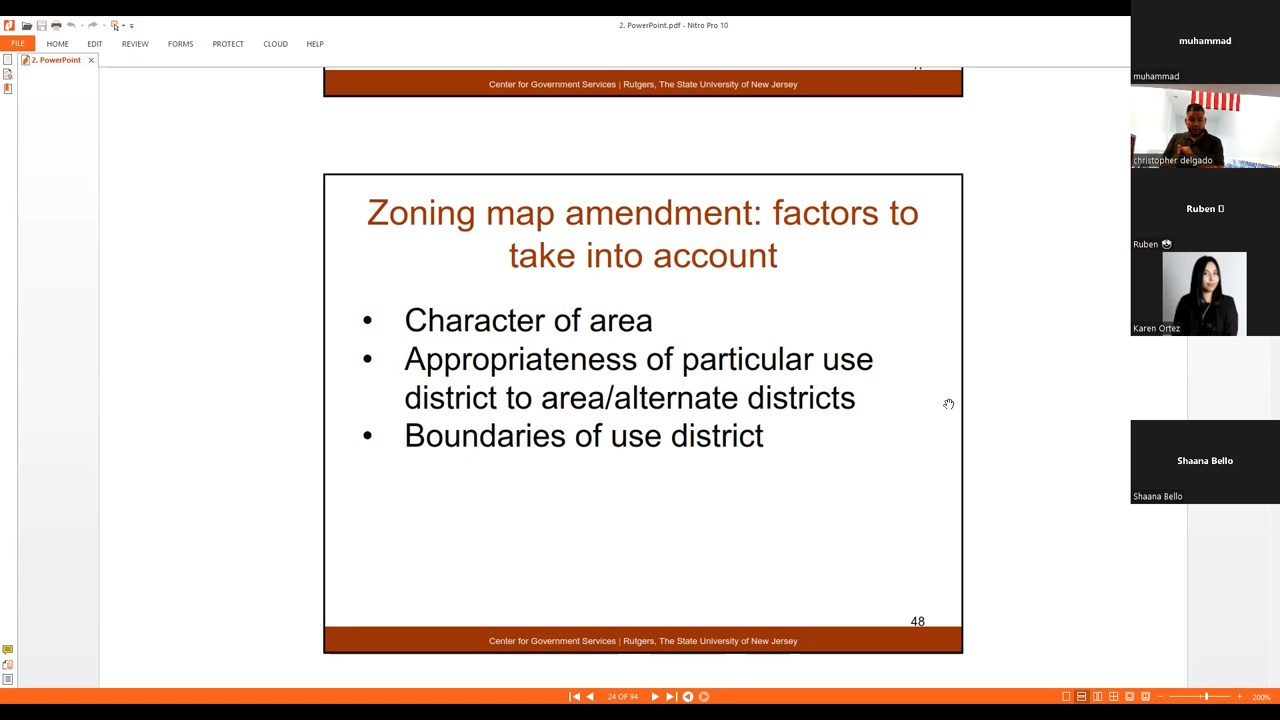 2. PowerPoint.pdf - Nitro Pro 10
FILE HOME EDIT REVIEW FORMS PROTECT CLOUD HELP
2. PowerPoint
Center for Government Services | Rutgers, The State University of New Jersey
Zoning map amendment: factors to
take into account
• Character of area
• Appropriateness of particular use
district to area/alternate districts
• Boundaries of use district
48
Center for Government Services | Rutgers, The State University of New Jersey
24 OF 94
200%
muhammad
muhammad
christopher delgado
Ruben
Ruben
Karen Ortez
Shaana Bello
Shaana Bello